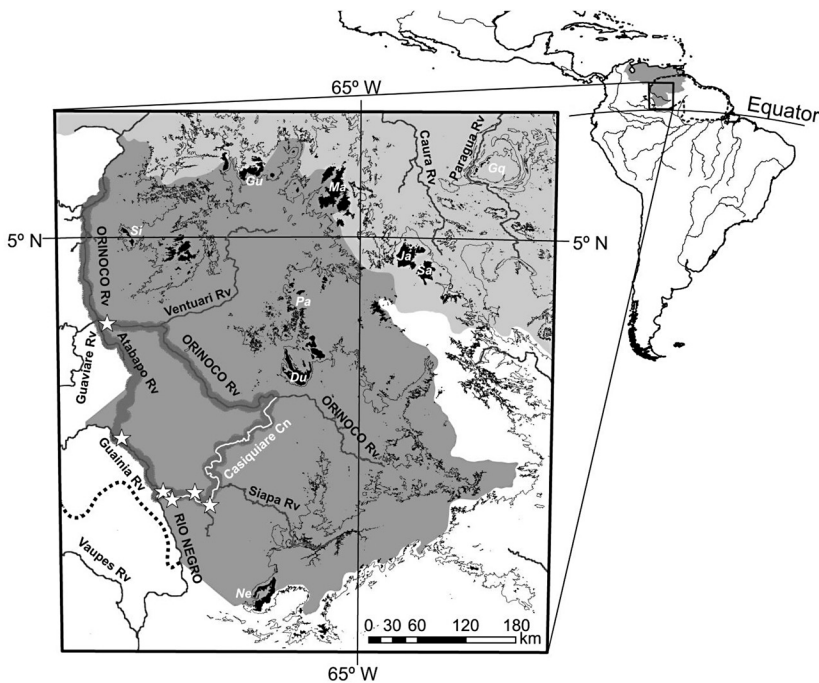 65º W
Equator
Caura Rv
Paragua Rv
Gq
Gu
Ma
Si
5º N
5º N
ORINOCO Rv
Ja
Sa
Ventuari Rv
Pa
Guaviare Rv
Atabapo Rv
ORINOCO Rv
Du
ORINOCO Rv
Casiquiare Cn
Guainia Rv
Siapa Rv
RIO NEGRO
Vaupes Rv
Ne
0 30 60 120 180
km
65º W